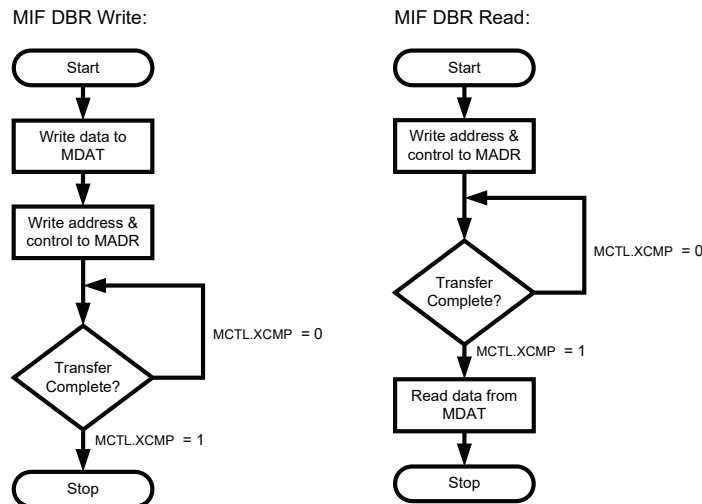 MIF DBR Write:
Start
Write data to
MDAT
Write address &
control to MADR
MCTL.XCMP = 0
Transfer
Complete?
MCTL.XCMP = 1
Stop
MIF DBR Read:
Start
Write address &
control to MADR
MCTL.XCMP = 0
Transfer
Complete?
MCTL.XCMP = 1
Read data from
MDAT
Stop